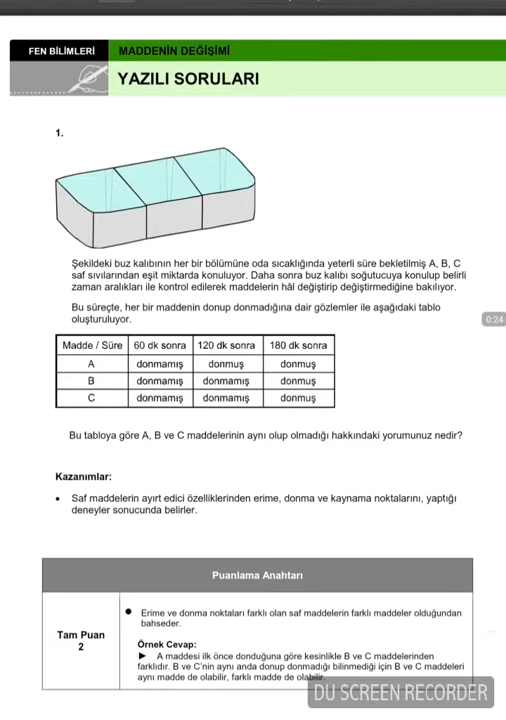 FEN BİLİMLERİ
MADDENİN DEĞİŞİMİ
YAZILI SORULARI
1.
Şekildeki buz kalıbının her bir bölümüne oda sıcaklığında yeterli süre bekletilmiş A, B, C
saf sıvılarından eşit miktarda konuluyor. Daha sonra buz kalıbı soğutucuya konulup belirli
zaman aralıkları ile kontrol edilerek maddelerin hâl değiştirip değiştirmediğine bakılıyor.
Bu süreçte, her bir maddenin donup donmadığına dair gözlemler ile aşağıdaki tablo
oluşturuluyor.
0:24
Madde / Süre 60 dk sonra 120 dk sonra 180 dk sonra
A donmamış donmuş donmuş
B donmamış donmamış donmuş
C donmamış donmamış donmuş
Bu tabloya göre A, B ve C maddelerinin aynı olup olmadığı hakkındaki yorumunuz nedir?
Kazanımlar:
• Saf maddelerin ayırt edici özelliklerinden erime, donma ve kaynama noktalarını, yaptığı
deneyler sonucunda belirler.
Puanlama Anahtarı
Tam Puan
2
● Erime ve donma noktaları farklı olan saf maddelerin farklı maddeler olduğundan
bahseder.
Örnek Cevap:
► A maddesi ilk önce donduğuna göre kesinlikle B ve C maddelerinden
farklıdır. B ve C'nin aynı anda donup donmadığı bilinmediği için B ve C maddeleri
aynı madde de olabilir, farklı madde de olabilir.
DU SCREEN RECORDER